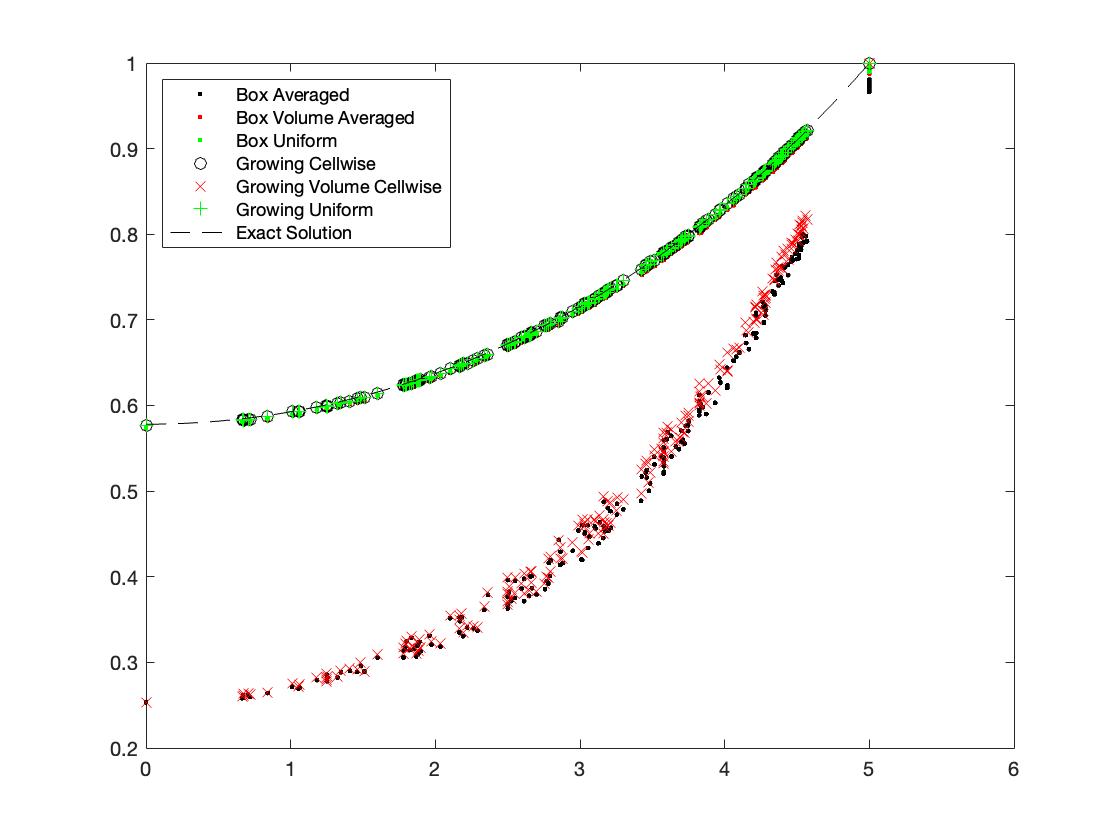 1
0.9
0.8
0.7
0.6
0.5
0.4
0.3
0.2
Box Averaged
Box Volume Averaged
Box Uniform
Growing Cellwise
Growing Volume Cellwise
Growing Uniform
Exact Solution
0 1 2 3 4 5 6